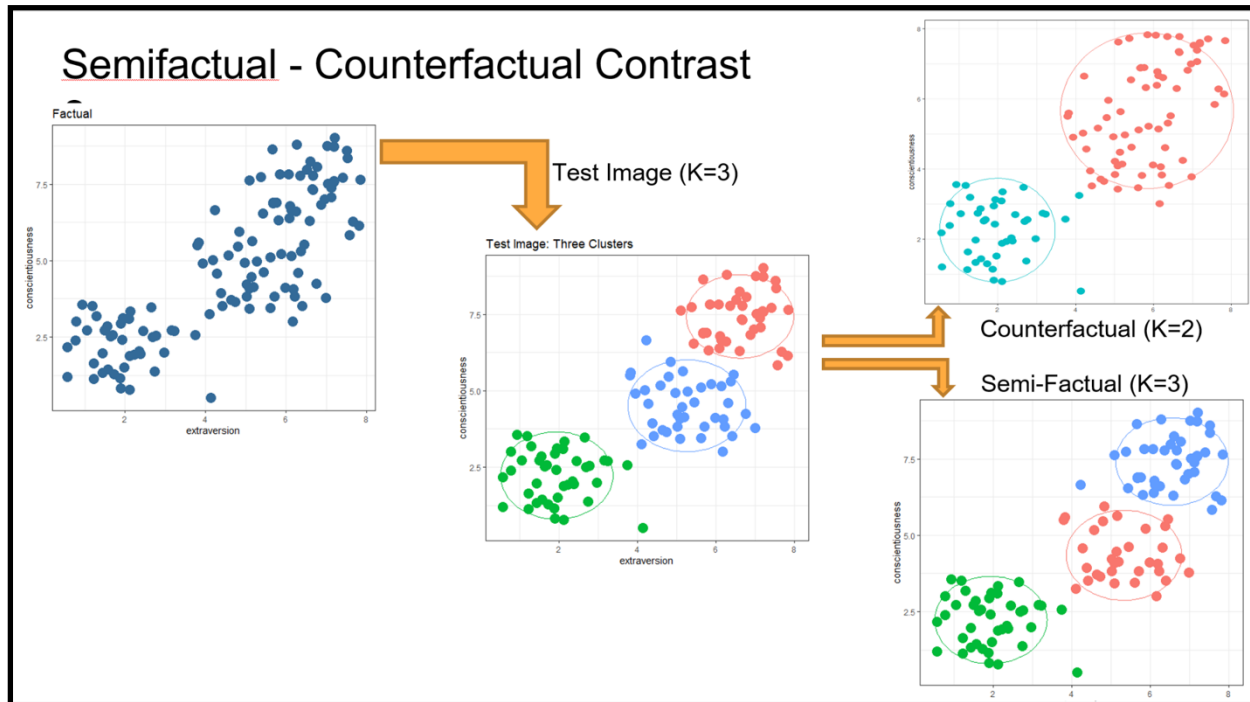 Semifactual - Counterfactual Contrast
Factual
conscientiousness
7.5
5.0
2.5
2 4 6 8
extraversion
Test Image (K=3)
Test Image: Three Clusters
conscientiousness
7.5
5.0
2.5
2 4 6 8
extraversion
conscientiousness
8
6
4
2
2 4 6 8
Counterfactual (K=2)
Semi-Factual (K=3)
conscientiousness
7.5
5.0
2.5
2 4 6 8